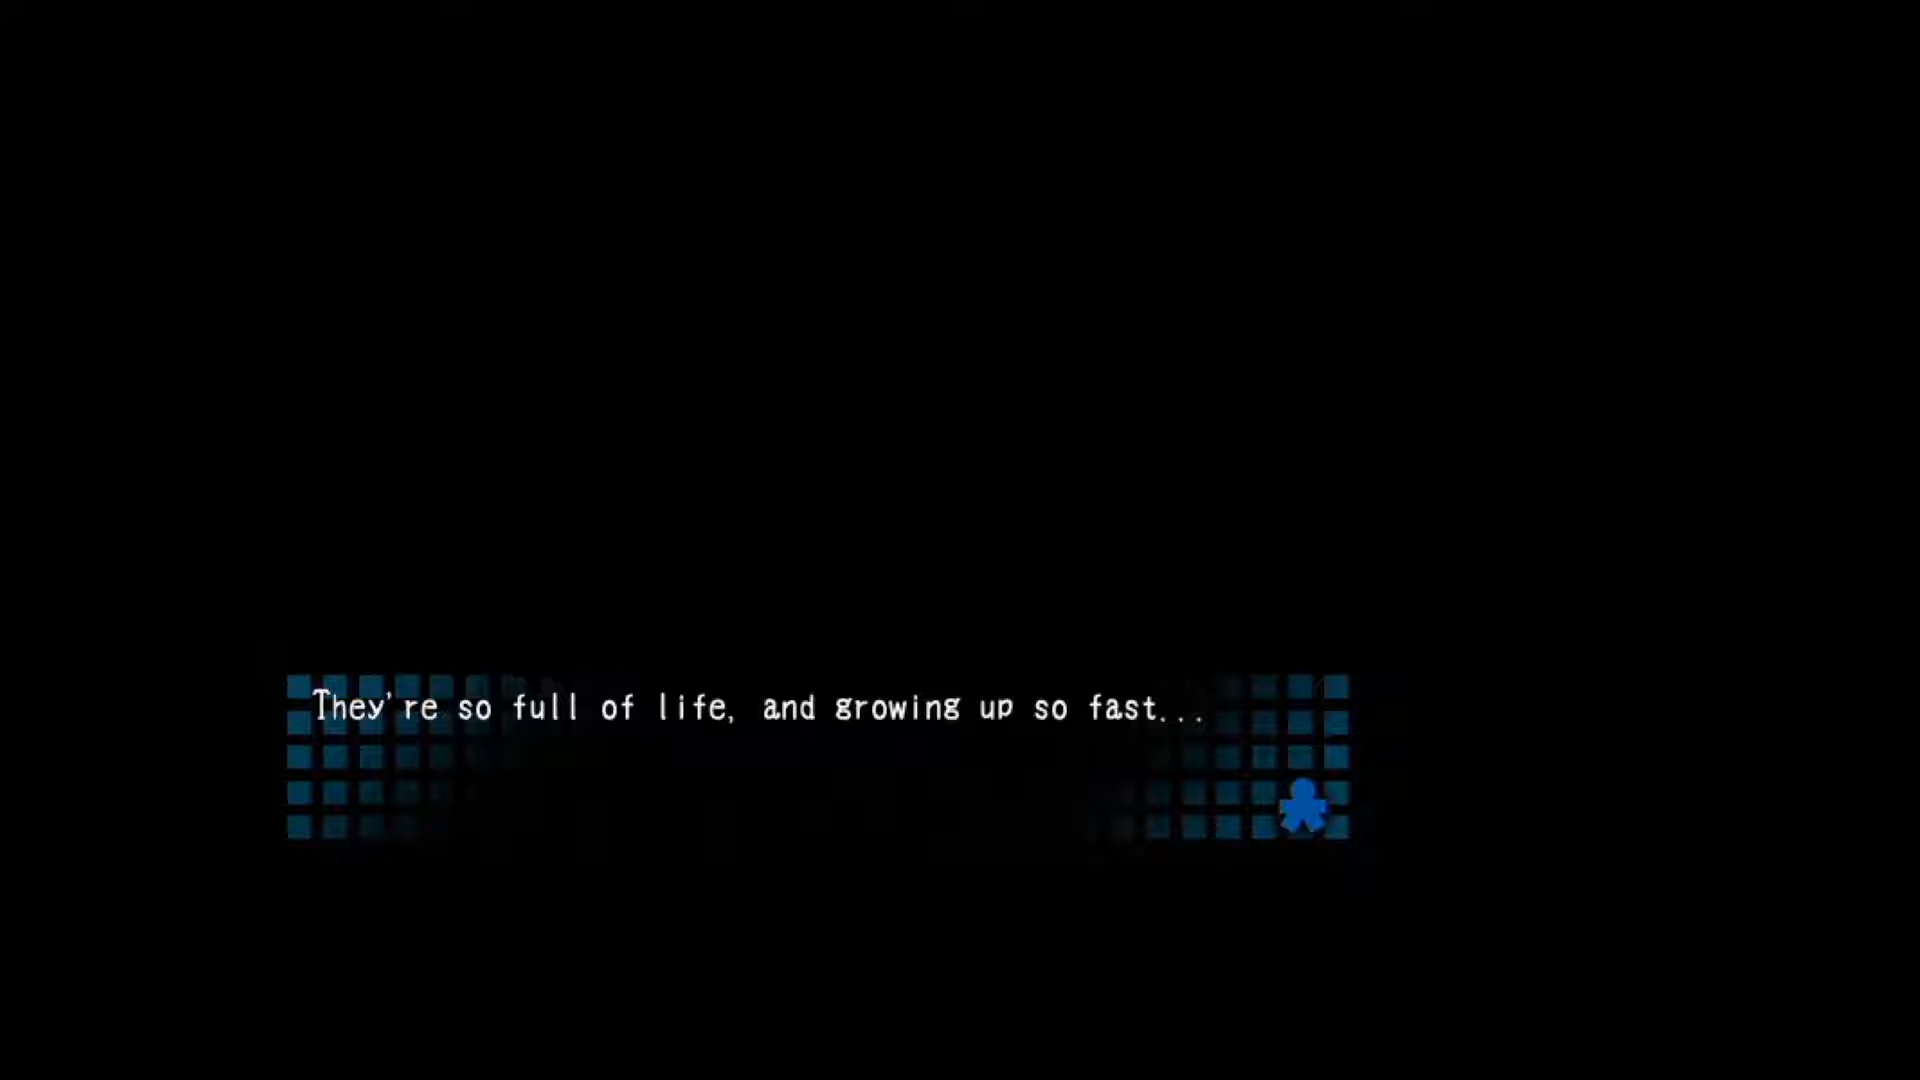 They're so full of life, and growing up so fast...